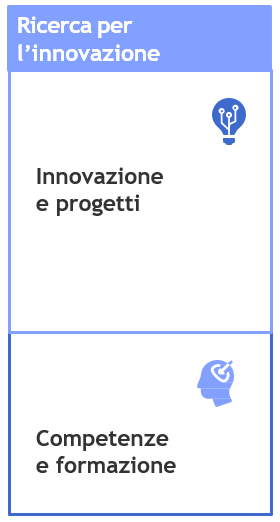 Ricerca per
l’innovazione
Innovazione
e progetti
Competenze
e formazione